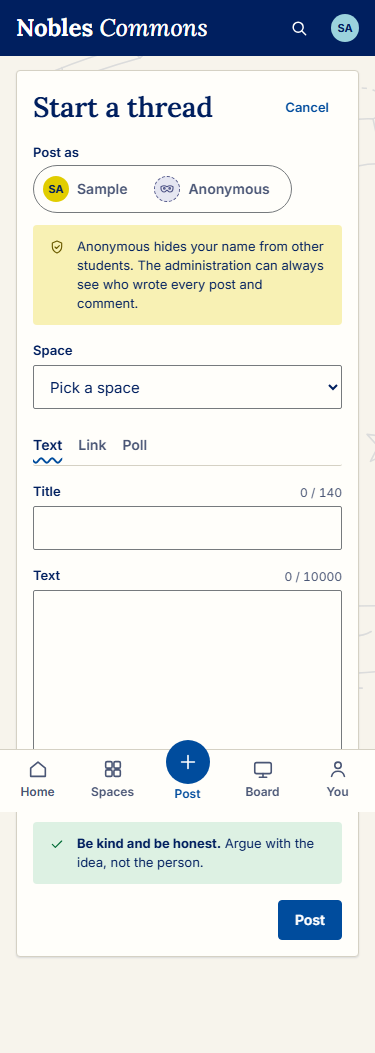 Nobles Commons
SA
Start a thread
Cancel
Post as
SA Sample
Anonymous
Anonymous hides your name from other
students. The administration can always
see who wrote every post and
comment.
Space
Pick a space
Text Link Poll
Title
0 / 140
Text
0 / 10000
Home
Spaces
Post
Board
You
Be kind and be honest. Argue with the
idea, not the person.
Post